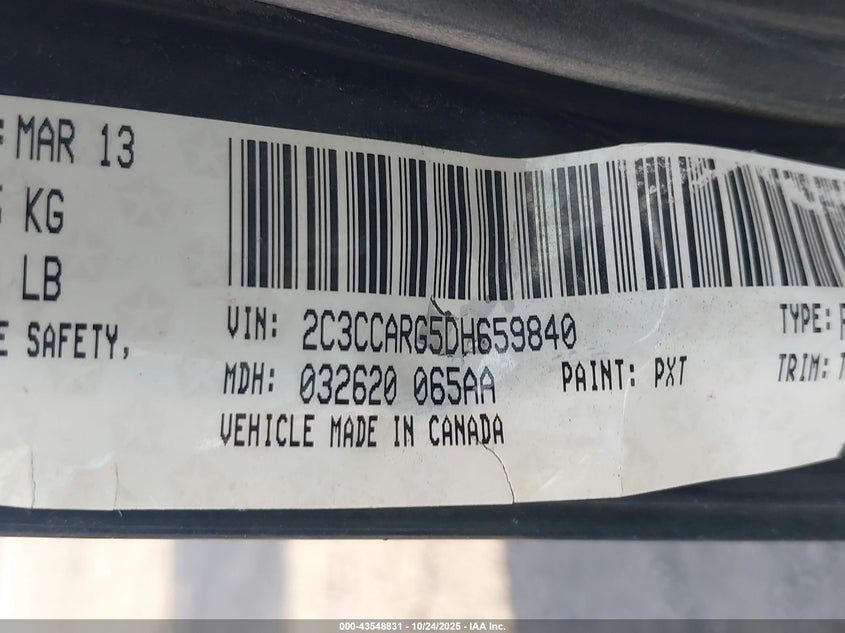 MAR 13
KG
LB
SAFETY,
VIN: 2C3CCARG5DH659840
TYPE:
MDH: 032620 065AA
PAINT: PXT
TRIM:
VEHICLE MADE IN CANADA
000-43548831 - 10/24/2025 - IAA Inc.